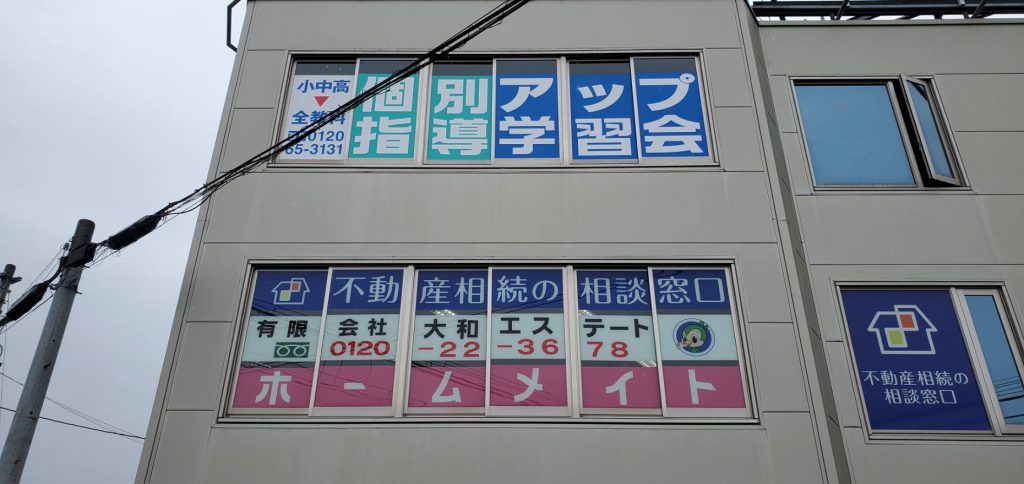 小中高
▼
全教科
0120
65-3131
個別
指導
アップ
学習会
不動産相続の相談窓口
有限会社大和エステート
0120-22-3678
ホームメイト
不動産相続の
相談窓口